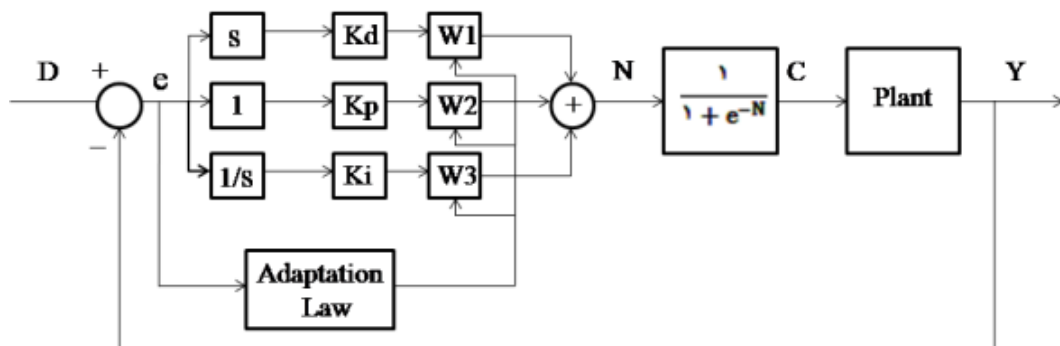 D
+
−
e
s
Kd
W1
1
Kp
W2
1/s
Ki
W3
+
N
١
١ + e^{-N}
C
Plant
Y
Adaptation
Law